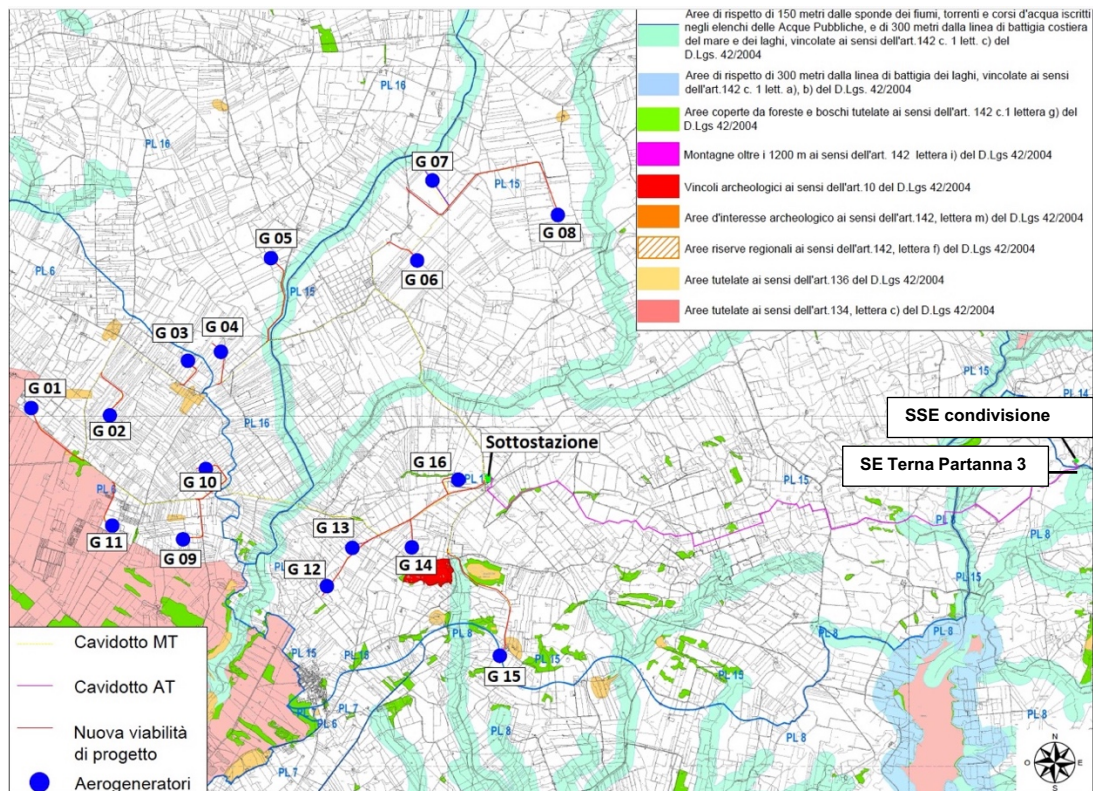 Aree di rispetto di 150 metri dalle sponde dei fiumi, torrenti e corsi d'acqua iscritti
negli elenchi delle Acque Pubbliche, e di 300 metri dalla linea di battigia costiera
del mare e dei laghi, vincolate ai sensi dell'art.142 c. 1 lett. c) del
D.Lgs. 42/2004
Aree di rispetto di 300 metri dalla linea di battigia dei laghi, vincolate ai sensi
dell'art.142 c. 1 lett. a), b) del D.Lgs. 42/2004
Aree coperte da foreste e boschi tutelate ai sensi dell'art. 142 c.1 lettera g) del
D.Lgs 42/2004
Montagne oltre i 1200 m ai sensi dell'art. 142 lettera i) del D.Lgs 42/2004
Vincoli archeologici ai sensi dell'art.10 del D.Lgs 42/2004
Aree d'interesse archeologico ai sensi dell'art.142, lettera m) del D.Lgs 42/2004
Aree riserve regionali ai sensi dell'art.142, lettera f) del D.Lgs 42/2004
Aree tutelate ai sensi dell'art.136 del D.Lgs 42/2004
Aree tutelate ai sensi dell'art.134, lettera c) del D.Lgs 42/2004
PL 16
PL 16
G 07
PL 15
G 08
G 05
PL 6
G 06
PL 15
G 03
G 04
PL 15
PL 14
G 01
SSE condivisione
G 02
PL 16
Sottostazione
SE Terna Partanna 3
G 16
G 10
PL 15
G 11
G 13
PL 8
G 09
G 14
G 12
PL 15
PL 8
PL 8
PL 8
Cavidotto MT
PL 15
PL 15
G 15
PL 15
PL 15
Cavidotto AT
PL 7
PL 6
PL 8
PL 8
PL 8
Nuova viabilità
di progetto
PL 7
Aerogeneratori
N
O
E
S